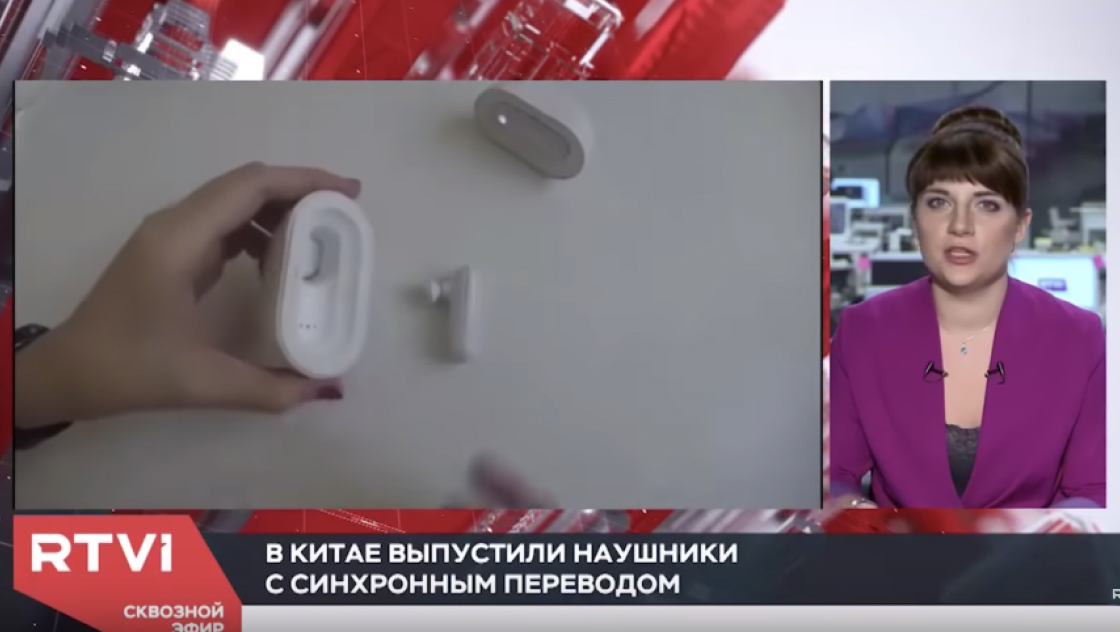 В КИТАЕ ВЫПУСТИЛИ НАУШНИКИ
С СИНХРОННЫМ ПЕРЕВОДОМ
RTVi
СКВОЗНОЙ
ЭФИР